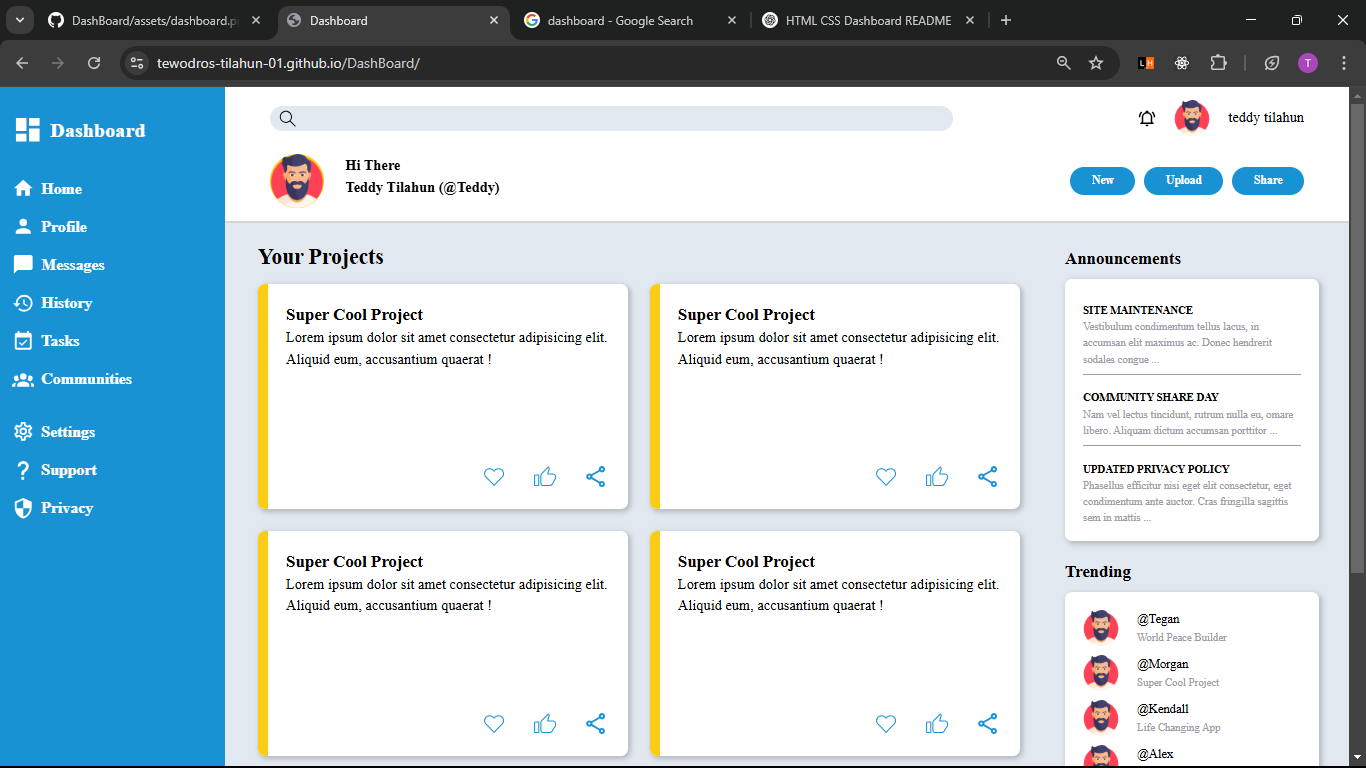 DashBoard/assets/dashboard.p
Dashboard
dashboard - Google Search
HTML CSS Dashboard README
tewodros-tilahun-01.github.io/DashBoard/
L H
T
Dashboard
Home
Profile
Messages
History
Tasks
Communities
Settings
Support
Privacy
teddy tilahun
Hi There
Teddy Tilahun (@Teddy)
New
Upload
Share
Your Projects
Super Cool Project
Lorem ipsum dolor sit amet consectetur adipisicing elit.
Aliquid eum, accusantium quaerat !
Super Cool Project
Lorem ipsum dolor sit amet consectetur adipisicing elit.
Aliquid eum, accusantium quaerat !
Super Cool Project
Lorem ipsum dolor sit amet consectetur adipisicing elit.
Aliquid eum, accusantium quaerat !
Super Cool Project
Lorem ipsum dolor sit amet consectetur adipisicing elit.
Aliquid eum, accusantium quaerat !
Announcements
SITE MAINTENANCE
Vestibulum condimentum tellus lacus, in
accumsan elit maximus ac. Donec hendrerit
sodales congue ...
COMMUNITY SHARE DAY
Nam vel lectus tincidunt, rutrum nulla eu, ornare
libero. Aliquam dictum accumsan porttitor ...
UPDATED PRIVACY POLICY
Phasellus efficitur nisi eget elit consectetur, eget
condimentum ante auctor. Cras fringilla sagittis
sem in mattis ...
Trending
@Tegan
World Peace Builder
@Morgan
Super Cool Project
@Kendall
Life Changing App
@Alex